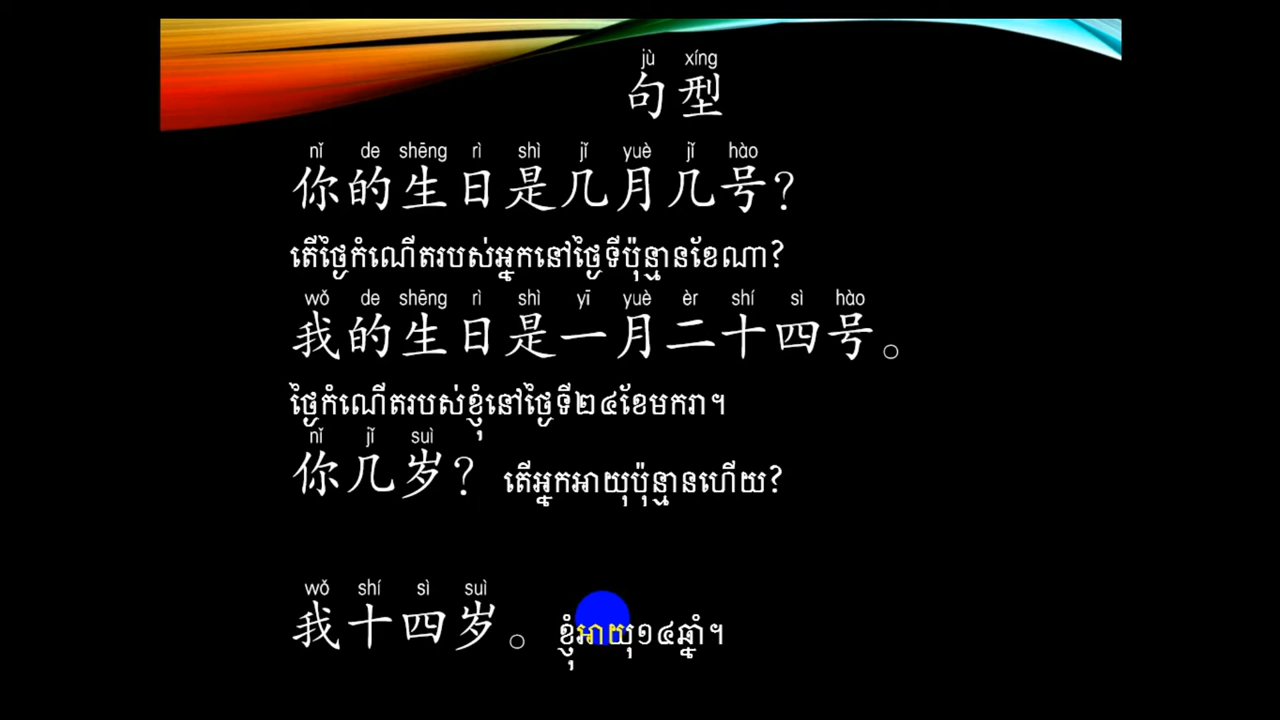 jù xíng
句型
nǐ de shēng rì shì jǐ yuè jǐ hào
你的生日是几月几号?
តើថ្ងៃកំណើតរបស់អ្នកនៅថ្ងៃទីប៉ុន្មានខែណា?
wǒ de shēng rì shì yī yuè èr shí sì hào
我的生日是一月二十四号。
ថ្ងៃកំណើតរបស់ខ្ញុំនៅថ្ងៃទី២៤ខែមករា។
nǐ jǐ suì
你几岁? តើអ្នកអាយុប៉ុន្មានហើយ?
wǒ shí sì suì
我十四岁。 ខ្ញុំអាយុ១៤ឆ្នាំ។